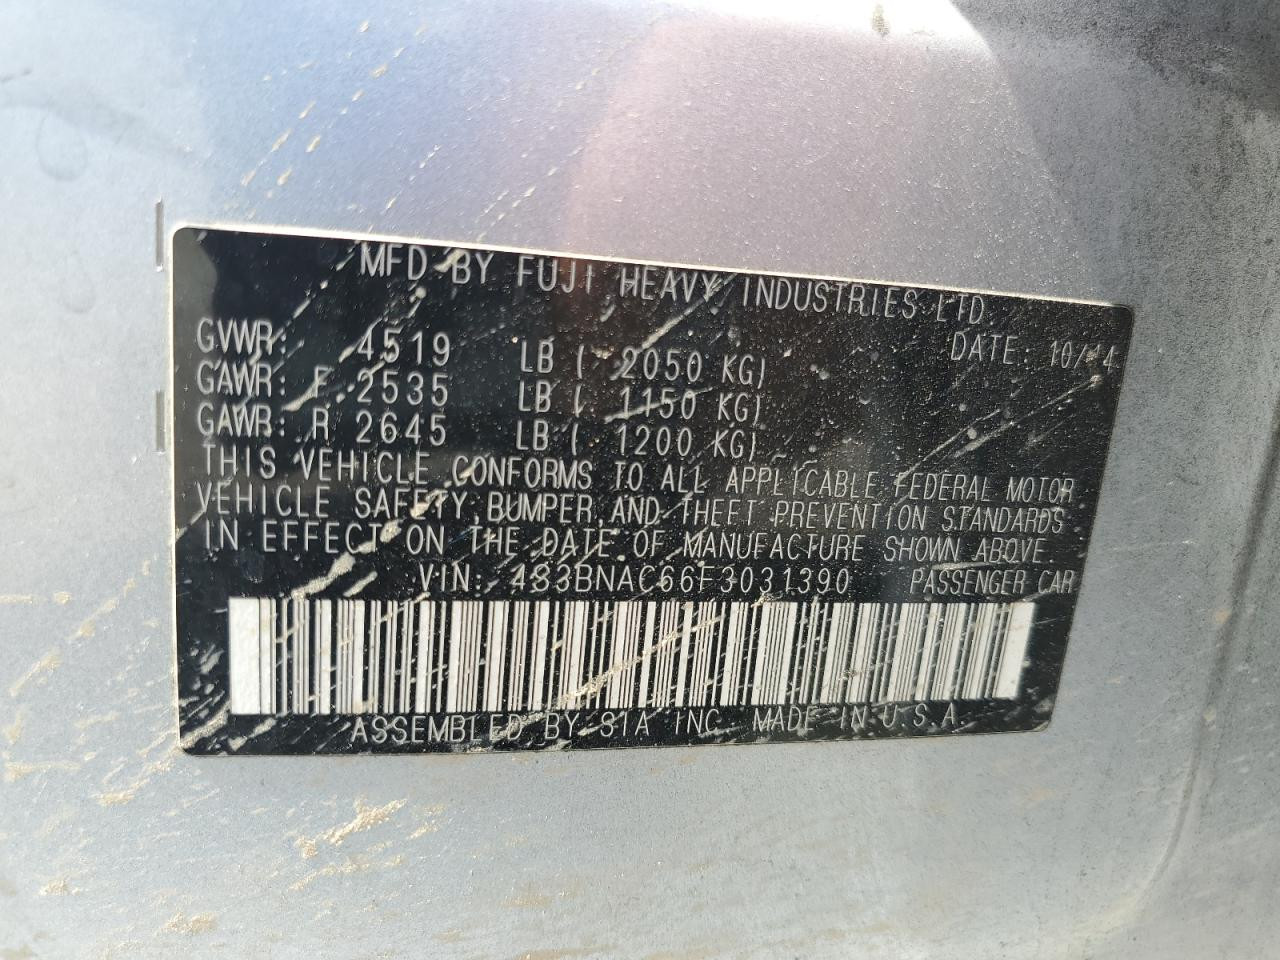 MFD BY FUJI HEAVY INDUSTRIES LTD.
DATE: 10/14
GVWR: 4519 LB ( 2050 KG)
GAWR: F 2535 LB ( 1150 KG)
GAWR: R 2645 LB ( 1200 KG)
THIS VEHICLE CONFORMS TO ALL APPLICABLE FEDERAL MOTOR
VEHICLE SAFETY, BUMPER, AND THEFT PREVENTION STANDARDS
IN EFFECT ON THE DATE OF MANUFACTURE SHOWN ABOVE.
VIN: 4S3BNAC66F3031390 PASSENGER CAR
ASSEMBLED BY SIA INC. MADE IN U.S.A.